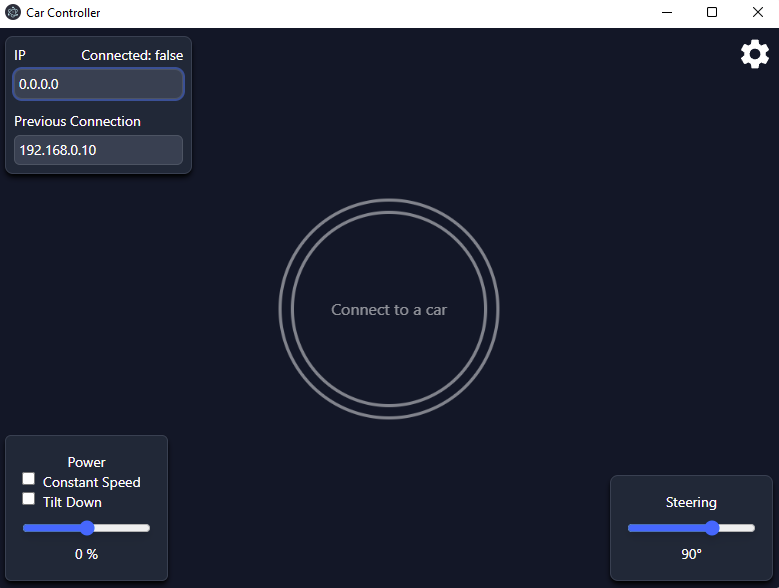 Car Controller
IP Connected: false
0.0.0.0
Previous Connection
192.168.0.10
Connect to a car
Power
Constant Speed
Tilt Down
0 %
Steering
90°